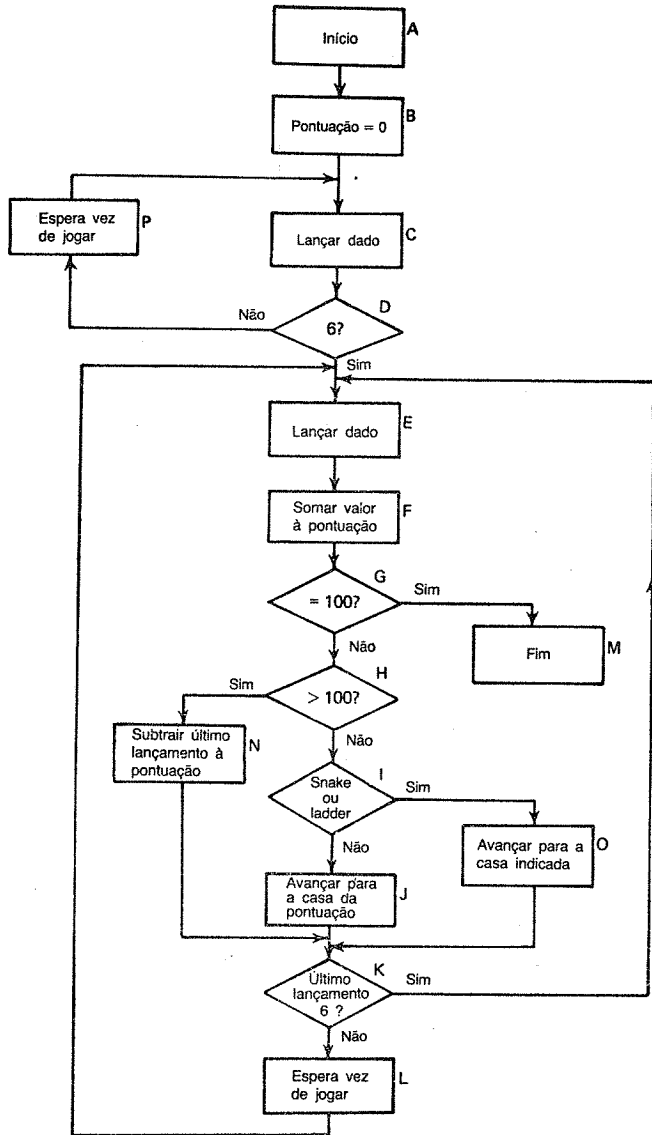 A
Início
B
Pontuação = 0
Espera vez
de jogar
P
C
Lançar dado
D
Não
6?
Sim
E
Lançar dado
Somar valor
à pontuação
F
G
= 100?
Sim
Não
M
Fim
H
Sim
> 100?
Não
Subtrair último
lançamento à
pontuação
N
I
Snake
ou
ladder
Sim
Não
Avançar para a
casa indicada
O
Avançar para
a casa da
pontuação
J
K
Último
lançamento
6 ?
Sim
Não
Espera vez
de jogar
L